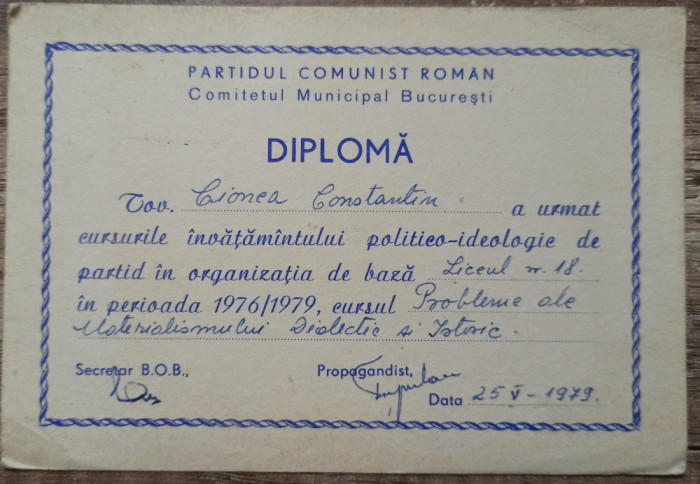 PARTIDUL COMUNIST ROMÂN
Comitetul Municipal București
DIPLOMĂ
Tov. Cionea Constantin a urmat
cursurile învățămîntului politico-ideologic de
partid în organizația de bază Liceul nr. 18.
în perioada 1976/1979, cursul Probleme ale
Materialismului Dialectic și Istoric.
Secretar B.O.B., Propagandist,
Data 25 V - 1979.